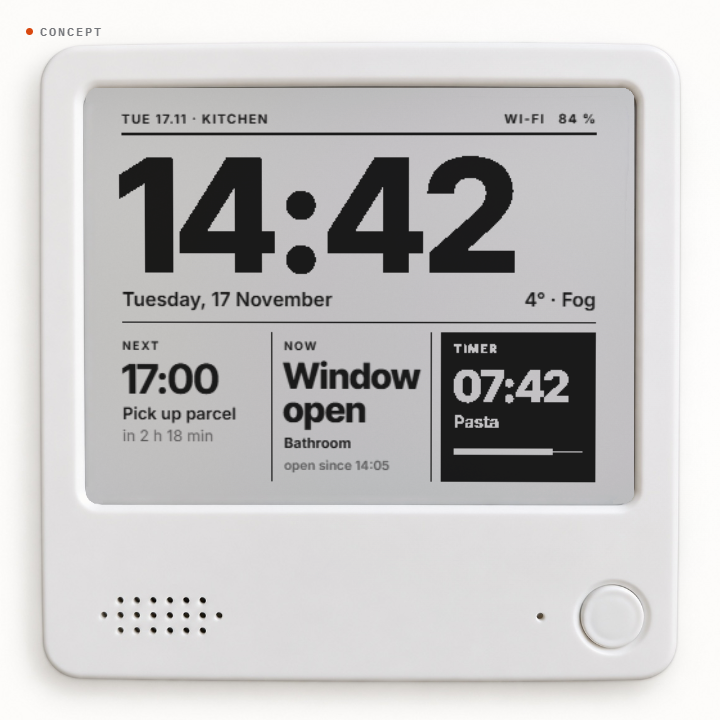 CONCEPT
TUE 17.11 · KITCHEN
WI-FI 84 %
14:42
Tuesday, 17 November
4° · Fog
NEXT
17:00
Pick up parcel
in 2 h 18 min
NOW
Window
open
Bathroom
open since 14:05
TIMER
07:42
Pasta